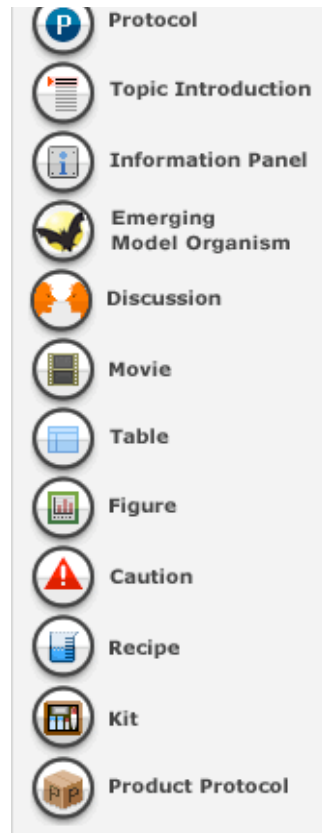 P Protocol
Topic Introduction
i Information Panel
Emerging
Model Organism
Discussion
Movie
Table
Figure
Caution
Recipe
Kit
P P Product Protocol